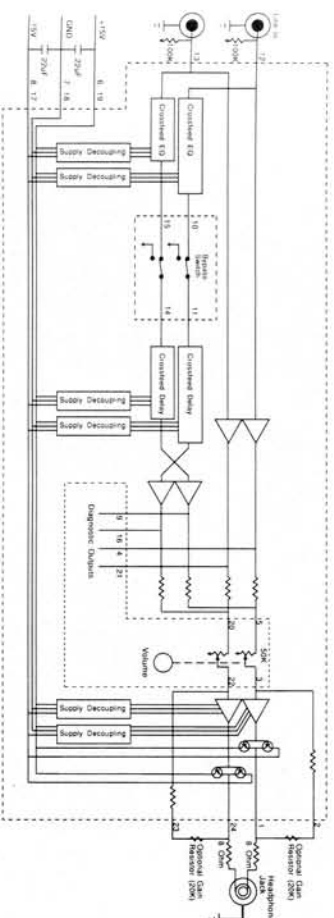 +15V
GND
15V
22uF
22uF
6
19
7
18
8
17
Line In
100K
12
100K
13
Crossfeed EQ
Crossfeed EQ
Supply Decoupling
Supply Decoupling
10
15
Bypass
Switch
11
14
Crossfeed Delay
Crossfeed Delay
Supply Decoupling
Supply Decoupling
Diagnostic Outputs
9
16
4
21
5
20
50K
Volume
3
22
Supply Decoupling
Supply Decoupling
2
1
24
23
Optional Gain
Resistor (20K)
8 Ohm
8 Ohm
Optional Gain
Resistor (20K)
Headphone
Jack